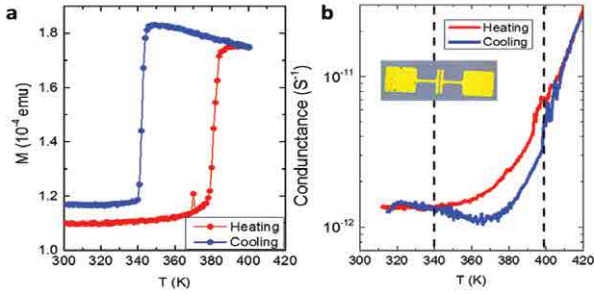 a
b
1.8
1.6
1.4
1.2
1.0
M (10⁻⁴ emu)
300 320 340 360 380 400 420
T (K)
Heating
Cooling
Condunctance (S⁻¹)
Heating
Cooling
10⁻¹¹
10⁻¹²
300 320 340 360 380 400 420
T (K)